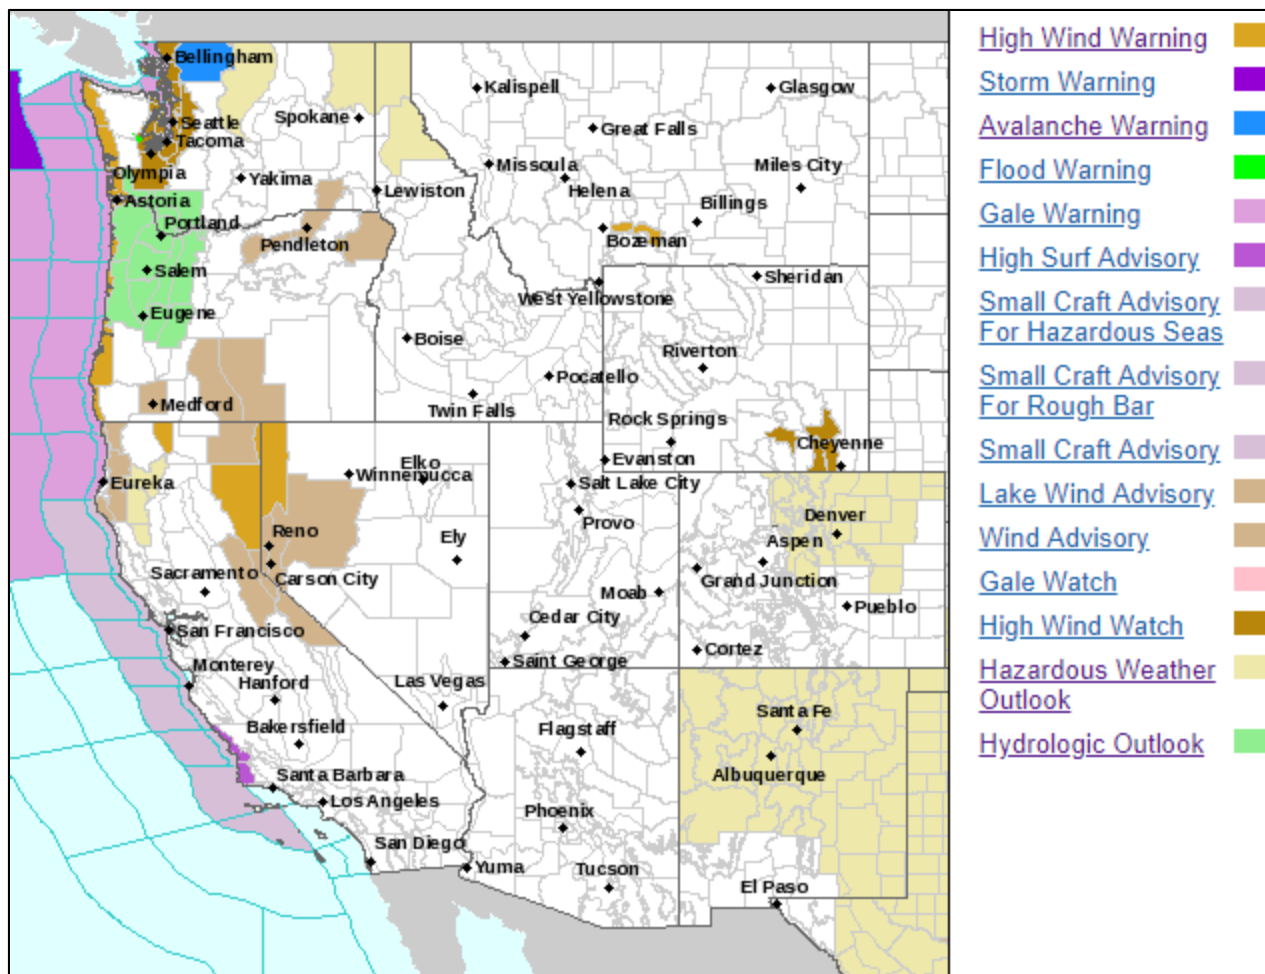 Bellingham
Kalispell
Glasgow
Spokane
Seattle
Great Falls
Tacoma
Olympia
Missoula
Miles City
Yakima
Helena
Lewiston
Astoria
Billings
Portland
Pendleton
Bozeman
Salem
Sheridan
West Yellowstone
Eugene
Boise
Riverton
Pocatello
Medford
Twin Falls
Rock Springs
Cheyenne
Elko
Evanston
Winnemucca
Eureka
Salt Lake City
Denver
Provo
Reno
Ely
Aspen
Sacramento
Carson City
Grand Junction
Moab
Pueblo
Cedar City
San Francisco
Cortez
Saint George
Monterey
Hanford
Las Vegas
Santa Fe
Bakersfield
Flagstaff
Santa Barbara
Albuquerque
Los Angeles
Phoenix
San Diego
Yuma
Tucson
El Paso
High Wind Warning
Storm Warning
Avalanche Warning
Flood Warning
Gale Warning
High Surf Advisory
Small Craft Advisory
For Hazardous Seas
Small Craft Advisory
For Rough Bar
Small Craft Advisory
Lake Wind Advisory
Wind Advisory
Gale Watch
High Wind Watch
Hazardous Weather
Outlook
Hydrologic Outlook